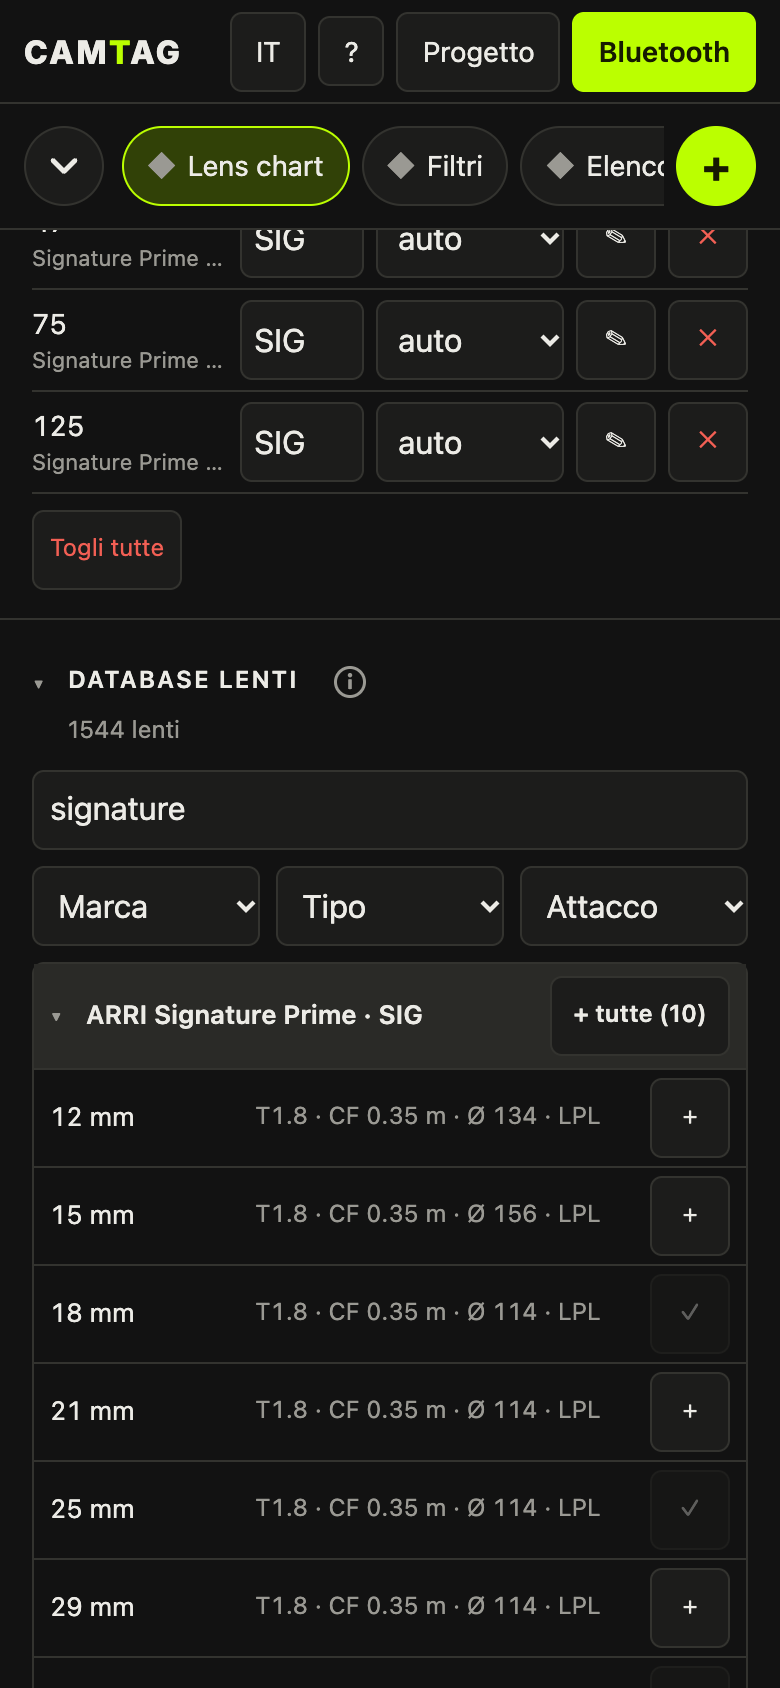 CAMTAG IT ? Progetto Bluetooth
Lens chart Filtri Elenco +
Signature Prime ... SIG auto
75
Signature Prime ... SIG auto
125
Signature Prime ... SIG auto
Togli tutte
DATABASE LENTI
1544 lenti
signature
Marca Tipo Attacco
ARRI Signature Prime · SIG + tutte (10)
12 mm T1.8 · CF 0.35 m · Ø 134 · LPL +
15 mm T1.8 · CF 0.35 m · Ø 156 · LPL +
18 mm T1.8 · CF 0.35 m · Ø 114 · LPL ✓
21 mm T1.8 · CF 0.35 m · Ø 114 · LPL +
25 mm T1.8 · CF 0.35 m · Ø 114 · LPL ✓
29 mm T1.8 · CF 0.35 m · Ø 114 · LPL +